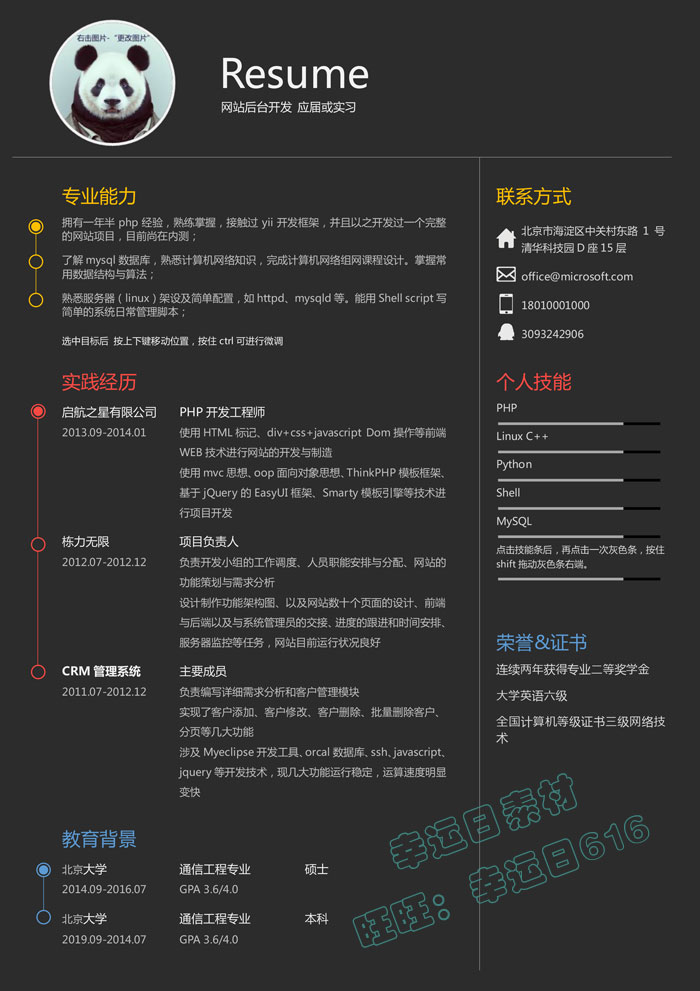 右击图片-“更改图片”
Resume
网站后台开发 应届或实习
专业能力
拥有一年半 php 经验，熟练掌握，接触过 yii 开发框架，并且以之开发过一个完整
的网站项目，目前尚在内测；
了解 mysql 数据库，熟悉计算机网络知识，完成计算机网络组网课程设计。掌握常
用数据结构与算法；
熟悉服务器（linux）架设及简单配置，如 httpd、mysqld 等。能用 Shell script 写
简单的系统日常管理脚本；
选中目标后 按上下键移动位置，按住 ctrl 可进行微调
实践经历
启航之星有限公司 PHP 开发工程师
2013.09-2014.01 使用 HTML 标记、div+css+javascript Dom 操作等前端
WEB 技术进行网站的开发与制造
使用 mvc 思想、oop 面向对象思想、ThinkPHP 模板框架、
基于 jQuery 的 EasyUI 框架、Smarty 模板引擎等技术进
行项目开发
栋力无限 项目负责人
2012.07-2012.12 负责开发小组的工作调度、人员职能安排与分配、网站的
功能策划与需求分析
设计制作功能架构图、以及网站数十个页面的设计、前端
与后端以及与系统管理员的交接、进度的跟进和时间安排、
服务器监控等任务，网站目前运行状况良好
CRM 管理系统 主要成员
2011.07-2012.12 负责编写详细需求分析和客户管理模块
实现了客户添加、客户修改、客户删除、批量删除客户、
分页等几大功能
涉及 Myeclipse 开发工具、orcal 数据库、ssh、javascript、
jquery 等开发技术，现几大功能运行稳定，运算速度明显
变快
教育背景
北京大学 通信工程专业 硕士
2014.09-2016.07 GPA 3.6/4.0
北京大学 通信工程专业 本科
2019.09-2014.07 GPA 3.6/4.0
联系方式
北京市海淀区中关村东路 1 号
清华科技园 D 座 15 层
office@microsoft.com
18010001000
3093242906
个人技能
PHP
Linux C++
Python
Shell
MySQL
点击技能条后，再点击一次灰色条，按住
shift 拖动灰色条右端。
荣誉&证书
连续两年获得专业二等奖学金
大学英语六级
全国计算机等级证书三级网络技
术
幸运日素材
旺旺：幸运日616